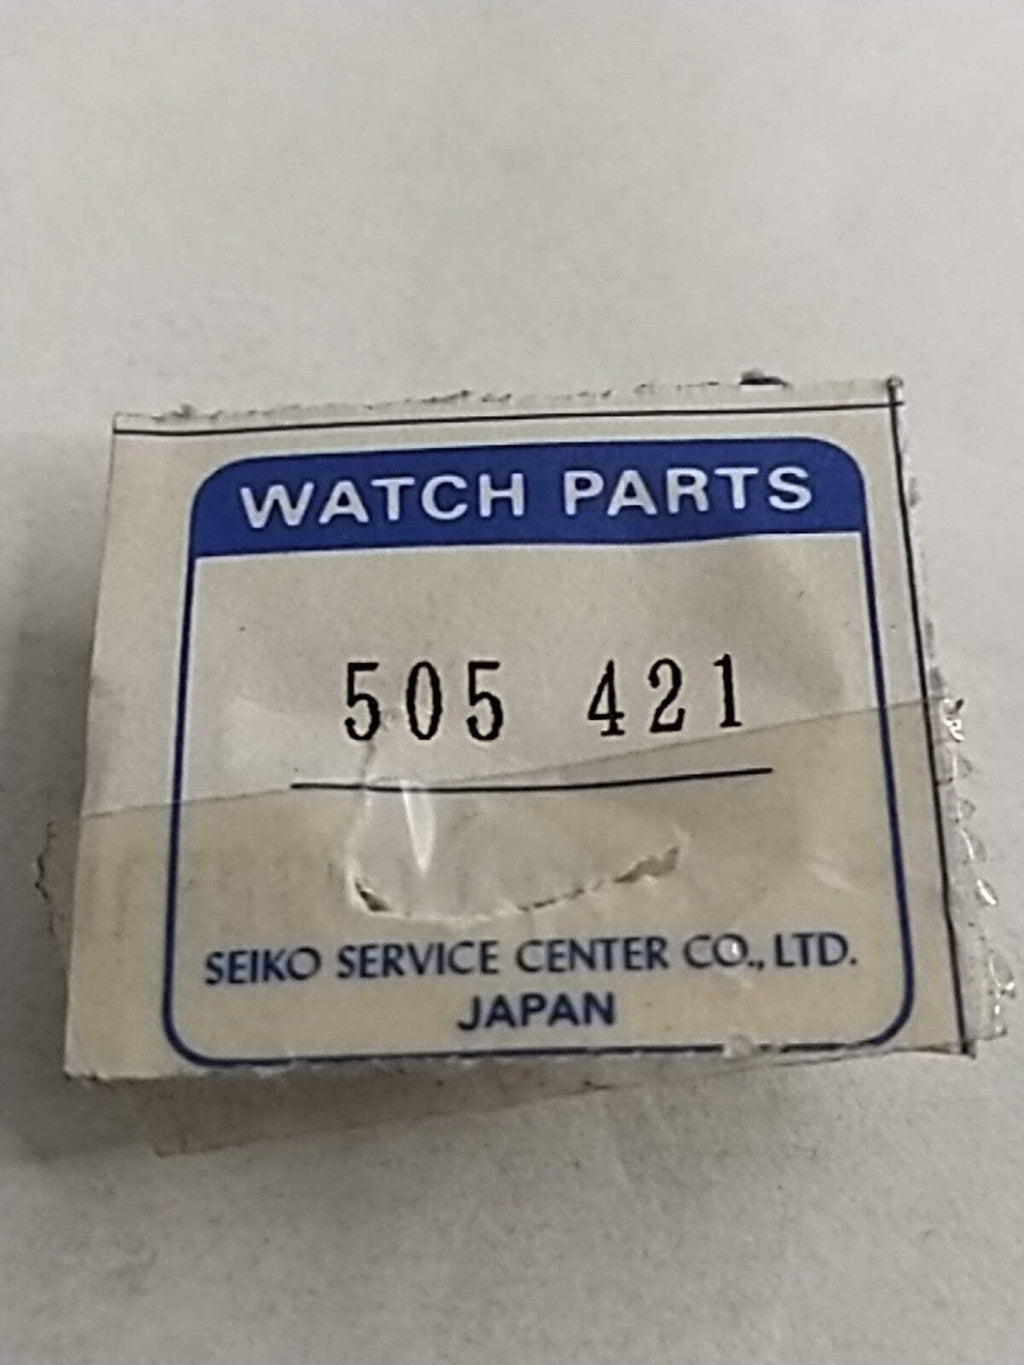 WATCH PARTS
505 421
SEIKO SERVICE CENTER CO., LTD.
JAPAN